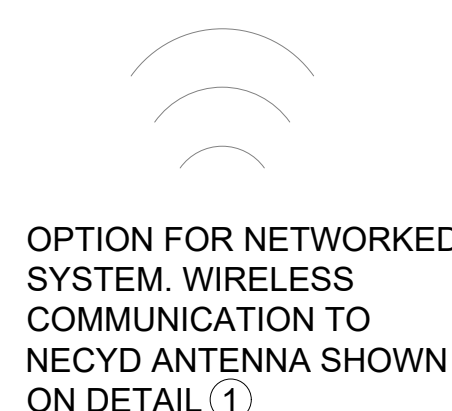 OPTION FOR NETWORKED
SYSTEM. WIRELESS
COMMUNICATION TO
NECYD ANTENNA SHOWN
ON DETAIL 1